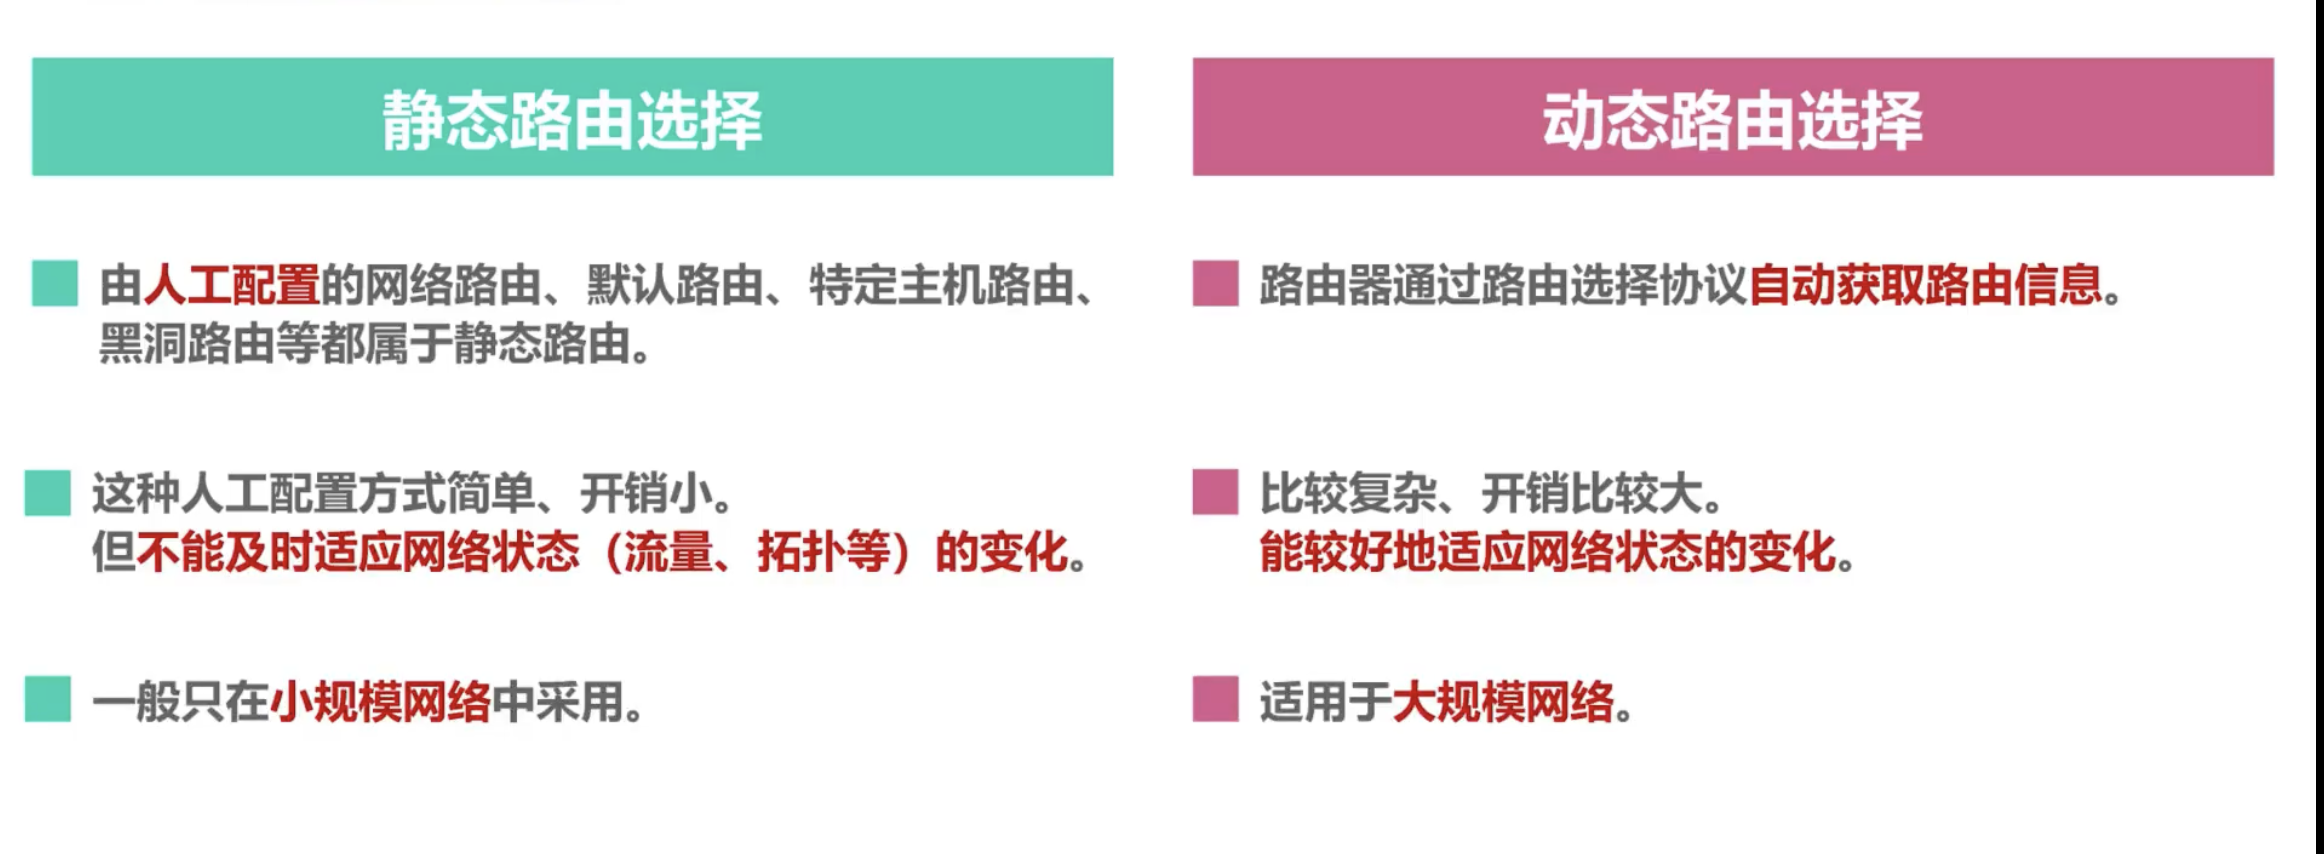 静态路由选择
由人工配置的网络路由、默认路由、特定主机路由、
黑洞路由等都属于静态路由。
这种人工配置方式简单、开销小。
但不能及时适应网络状态（流量、拓扑等）的变化。
一般只在小规模网络中采用。
动态路由选择
路由器通过路由选择协议自动获取路由信息。
比较复杂、开销比较大。
能较好地适应网络状态的变化。
适用于大规模网络。